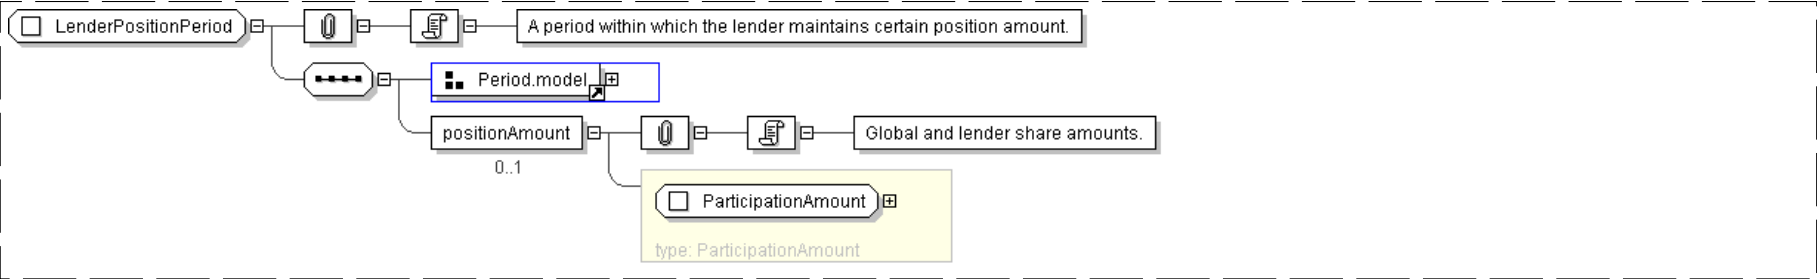 LenderPositionPeriod
A period within which the lender maintains certain position amount.
Period.model
positionAmount
Global and lender share amounts.
0..1
ParticipationAmount
type: ParticipationAmount